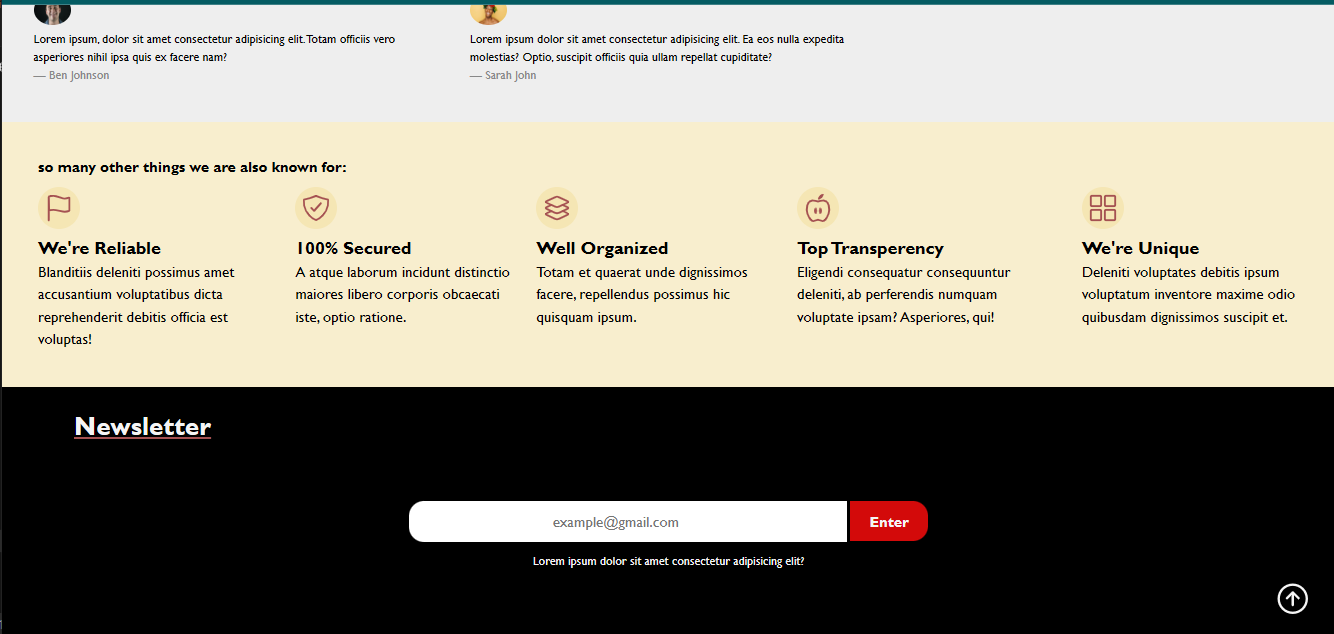 Lorem ipsum, dolor sit amet consectetur adipisicing elit. Totam officiis vero
asperiores nihil ipsa quis ex facere nam?
— Ben Johnson
Lorem ipsum dolor sit amet consectetur adipisicing elit. Ea eos nulla expedita
molestias? Optio, suscipit officiis quia ullam repellat cupiditate?
— Sarah John
so many other things we are also known for:
We're Reliable
Blanditiis deleniti possimus amet
accusantium voluptatibus dicta
reprehenderit debitis officia est
voluptas!
100% Secured
A atque laborum incidunt distinctio
maiores libero corporis obcaecati
iste, optio ratione.
Well Organized
Totam et quaerat unde dignissimos
facere, repellendus possimus hic
quisquam ipsum.
Top Transperency
Eligendi consequatur consequuntur
deleniti, ab perferendis numquam
voluptate ipsam? Asperiores, qui!
We're Unique
Deleniti voluptates debitis ipsum
voluptatum inventore maxime odio
quibusdam dignissimos suscipit et.
Newsletter
example@gmail.com
Enter
Lorem ipsum dolor sit amet consectetur adipisicing elit?